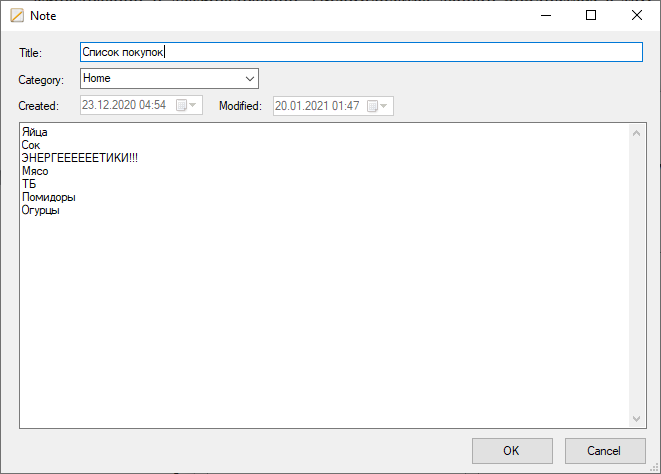 Note
Title: Список покупок
Category: Home
Created: 23.12.2020 04:54 Modified: 20.01.2021 01:47
Яйца
Сок
ЭНЕРГЕЕЕЕЕЕТИКИ!!!
Мясо
ТБ
Помидоры
Огурцы
OK Cancel